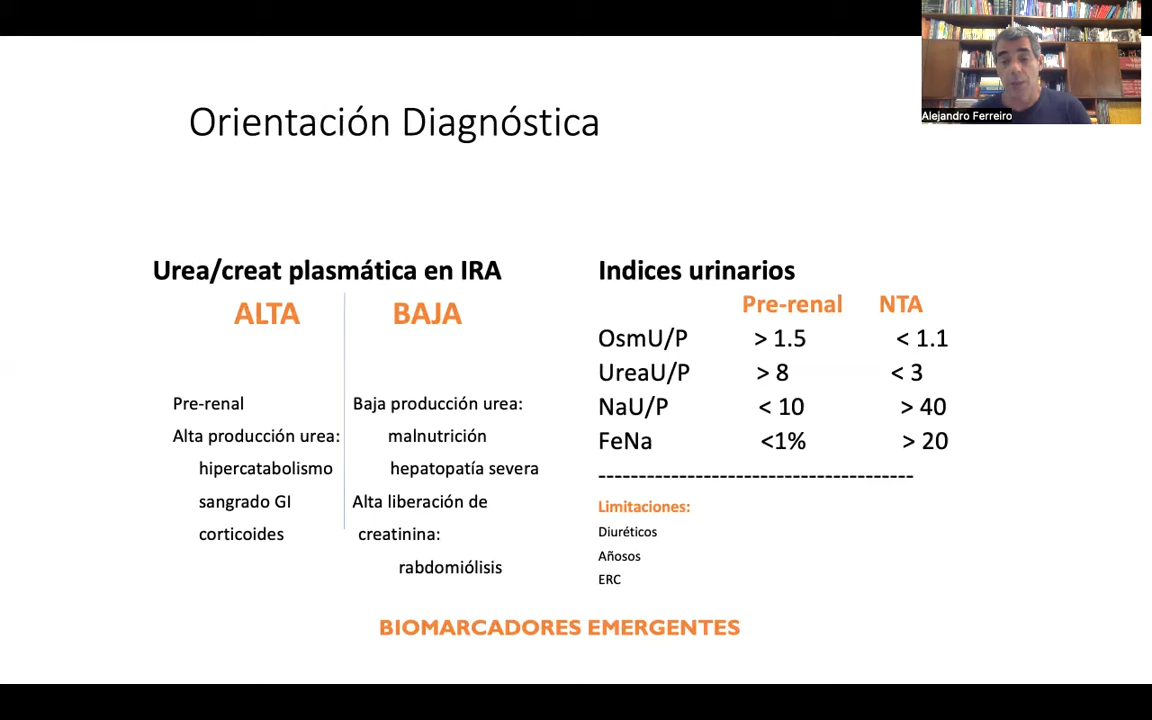 Alejandro Ferreiro
Orientación Diagnóstica
Urea/creat plasmática en IRA
ALTA BAJA
Pre-renal
Alta producción urea:
hipercatabolismo
sangrado GI
corticoides
Baja producción urea:
malnutrición
hepatopatía severa
Alta liberación de
creatinina:
rabdomiólisis
Indices urinarios
Pre-renal NTA
OsmU/P > 1.5 < 1.1
UreaU/P > 8 < 3
NaU/P < 10 > 40
FeNa <1% > 20
---------------------------------------
Limitaciones:
Diuréticos
Añosos
ERC
BIOMARCADORES EMERGENTES